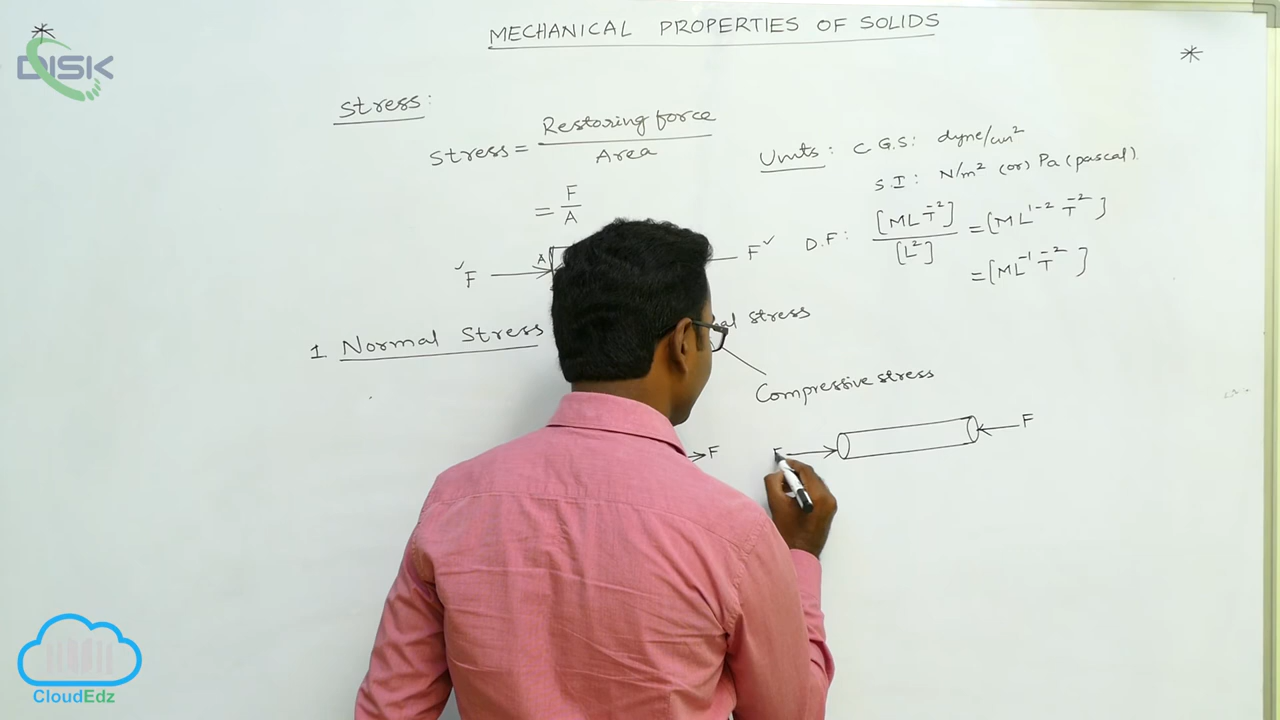 MECHANICAL PROPERTIES OF SOLIDS
DISK
Stress:
Stress = Restoring force / Area
= F / A
Units: C G.S: dyne/cm²
S.I: N/m² (or) Pa (pascal).
D.F: [MLT⁻²] / [L²] = [ML¹⁻² T⁻²]
= [ML⁻¹ T⁻²]
F A F
1. Normal Stress
stress
Compressive stress
F F F
CloudEdz